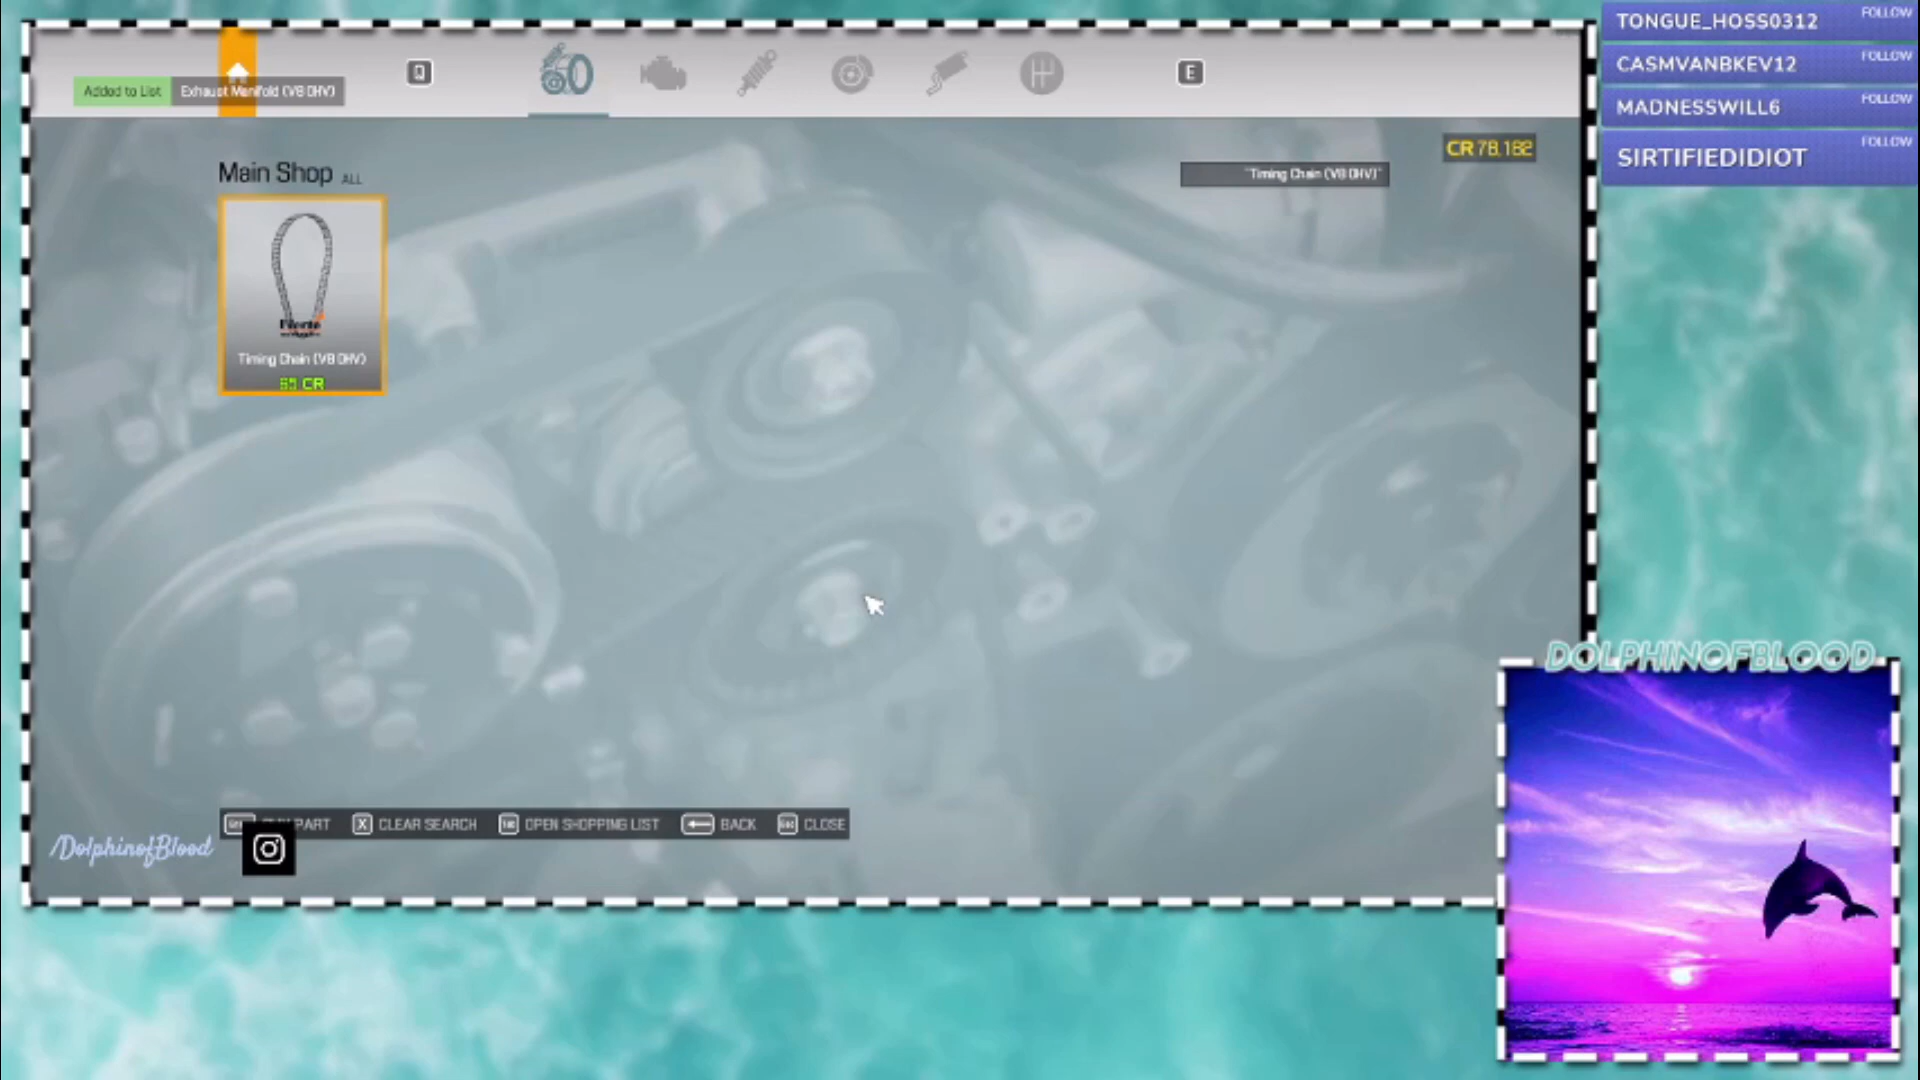 TONGUE_HOSS0312 FOLLOW
CASMVANBKEV12 FOLLOW
MADNESSWILL6 FOLLOW
SIRTIFIEDIDIOT FOLLOW
Q
E
Added to List Exhaust Manifold (V8 OHV)
CR 78,182
Main Shop ALL
"Timing Chain (V8 OHV)"
Timing Chain (V8 OHV)
CR
PART X CLEAR SEARCH OPEN SHOPPING LIST BACK CLOSE
/DolphinofBlood
DOLPHINOFBLOOD